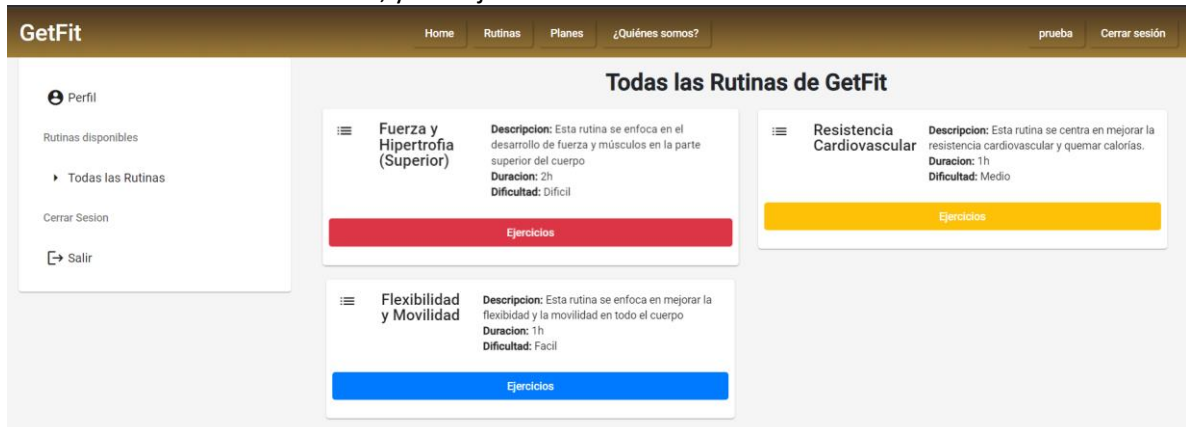 GetFit
Home
Rutinas
Planes
¿Quiénes somos?
prueba
Cerrar sesión
Perfil
Rutinas disponibles
Todas las Rutinas
Cerrar Sesion
Salir
Todas las Rutinas de GetFit
Fuerza y
Hipertrofia
(Superior)
Descripcion: Esta rutina se enfoca en el
desarrollo de fuerza y músculos en la parte
superior del cuerpo
Duracion: 2h
Dificultad: Dificil
Ejercicios
Resistencia
Cardiovascular
Descripcion: Esta rutina se centra en mejorar la
resistencia cardiovascular y quemar calorías.
Duracion: 1h
Dificultad: Medio
Ejercicios
Flexibilidad
y Movilidad
Descripcion: Esta rutina se enfoca en mejorar la
flexibidad y la movilidad en todo el cuerpo
Duracion: 1h
Dificultad: Facil
Ejercicios